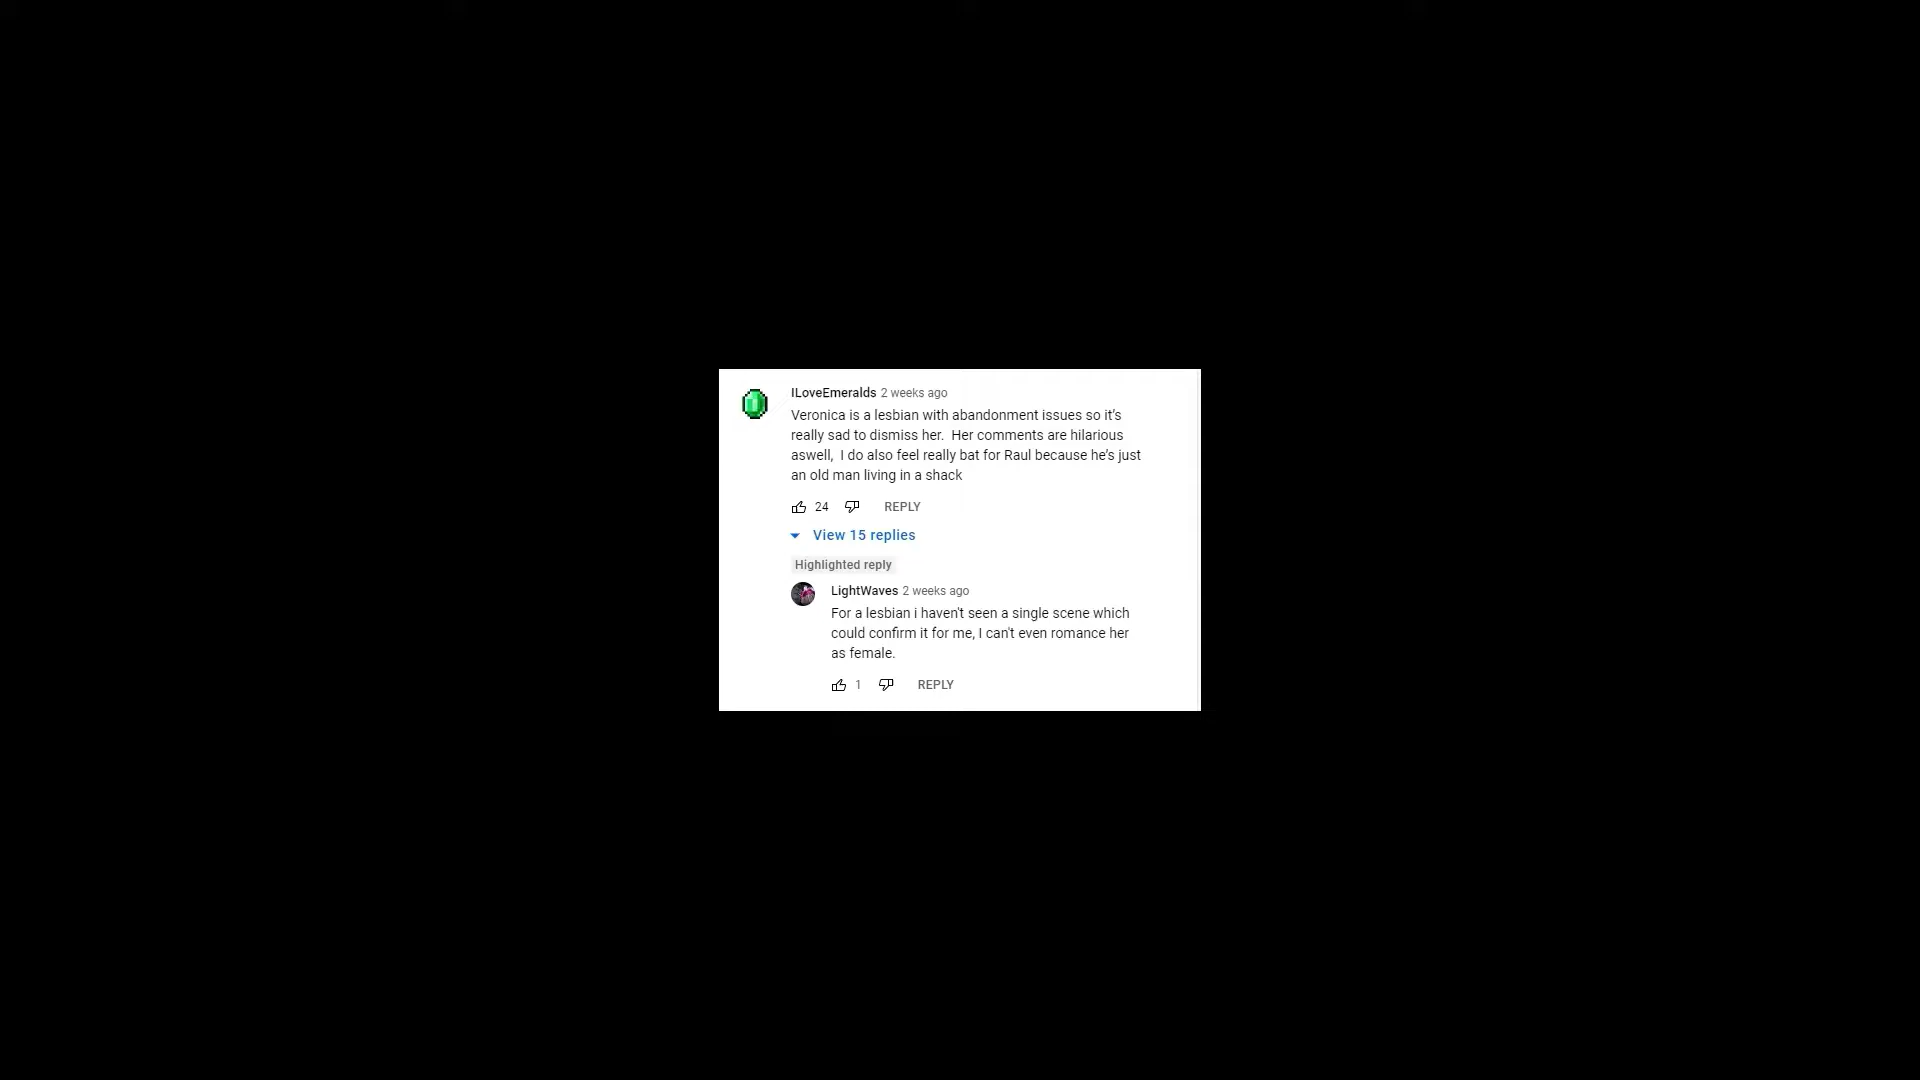 ILoveEmeralds 2 weeks ago
Veronica is a lesbian with abandonment issues so it's
really sad to dismiss her.  Her comments are hilarious
aswell,  I do also feel really bat for Raul because he's just
an old man living in a shack
24 REPLY
View 15 replies
Highlighted reply
LightWaves 2 weeks ago
For a lesbian i haven't seen a single scene which
could confirm it for me, I can't even romance her
as female.
1 REPLY